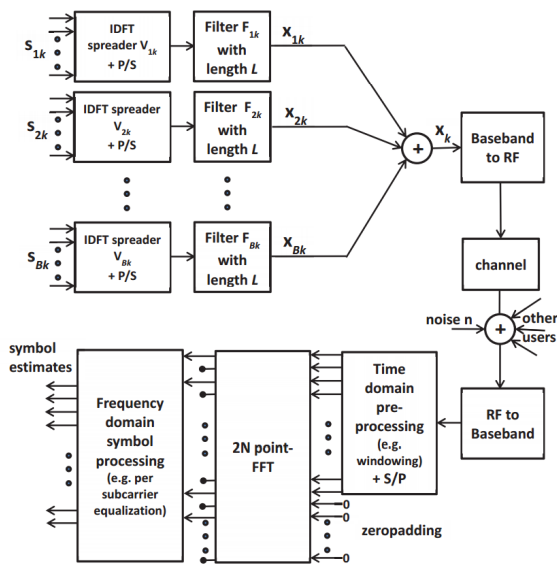 S1k
IDFT
spreader V1k
+ P/S
Filter F1k
with
length L
x1k
S2k
IDFT spreader
V2k
+ P/S
Filter F2k
with
length L
x2k
SBk
IDFT spreader
VBk
+ P/S
Filter FBk
with
length L
xBk
+
xk
Baseband
to RF
channel
noise n
+
other
users
RF to
Baseband
Time
domain
pre-
processing
(e.g.
windowing)
+ S/P
0
0
0
zeropadding
2N point-
FFT
Frequency
domain
symbol
processing
(e.g. per
subcarrier
equalization)
symbol
estimates